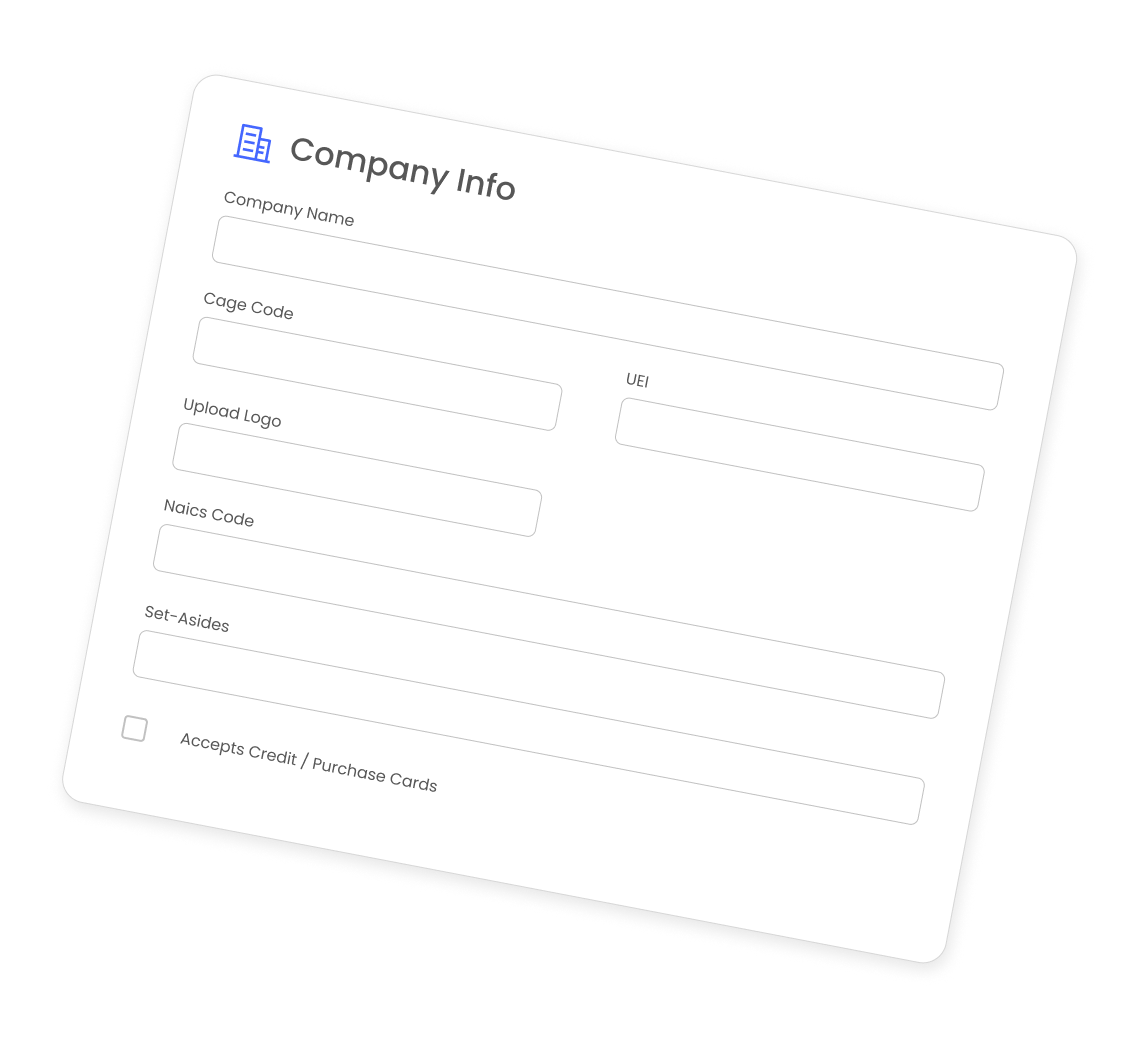 Company Info
Company Name
Cage Code
UEI
Upload Logo
Naics Code
Set-Asides
Accepts Credit / Purchase Cards